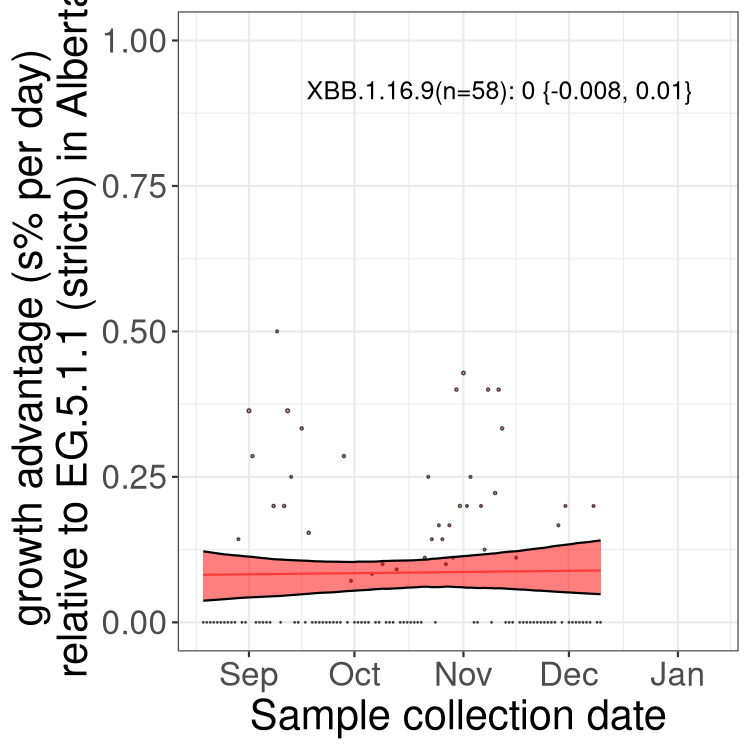 growth advantage (s% per day)
relative to EG.5.1.1 (stricto) in Alberta
1.00
0.75
0.50
0.25
0.00
XBB.1.16.9(n=58): 0 {-0.008, 0.01}
Sep Oct Nov Dec Jan
Sample collection date